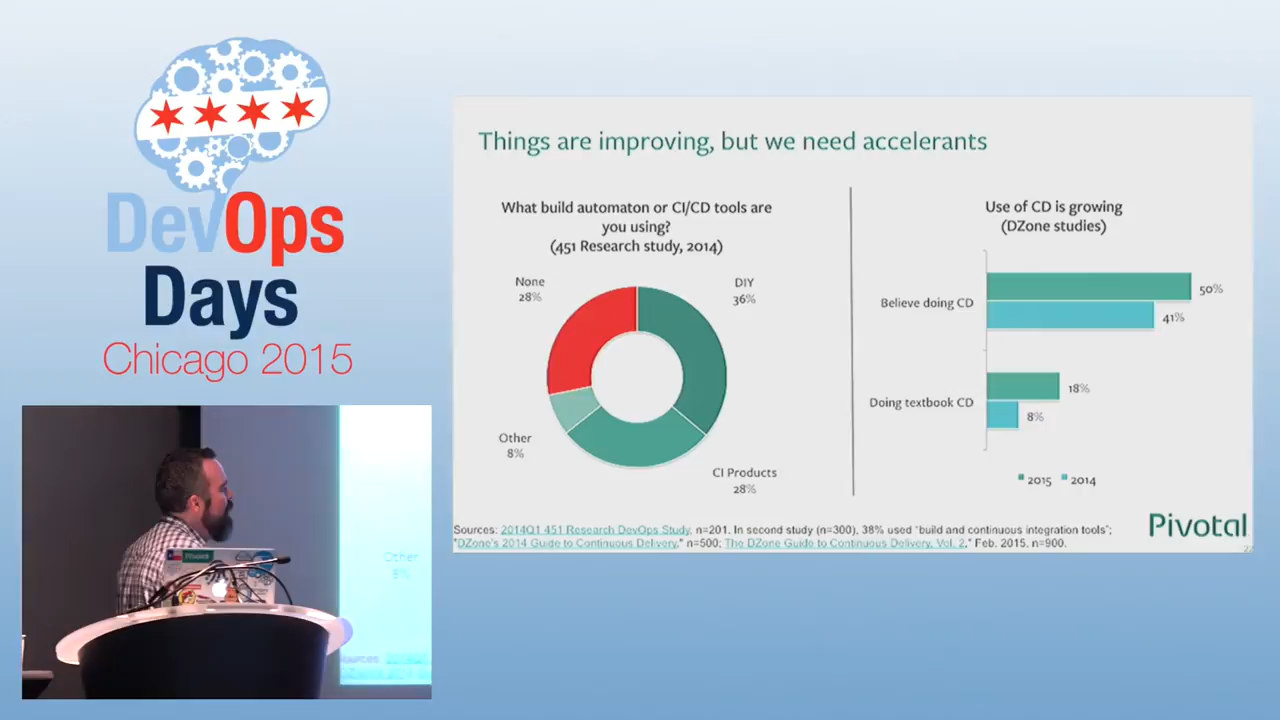 DevOps
Days
Chicago 2015
Things are improving, but we need accelerants
What build automaton or CI/CD tools are
you using?
(451 Research study, 2014)
None
28%
DIY
36%
Other
8%
CI Products
28%
Use of CD is growing
(DZone studies)
Believe doing CD
50%
41%
Doing textbook CD
18%
8%
2015
2014
Sources: 2014Q1 451 Research DevOps Study, n=201. In second study (n=300), 38% used "build and continuous integration tools";
"DZone's 2014 Guide to Continuous Delivery," n=500; The DZone Guide to Continuous Delivery, Vol. 2," Feb. 2015, n=900.
Pivotal
22
Other
8%